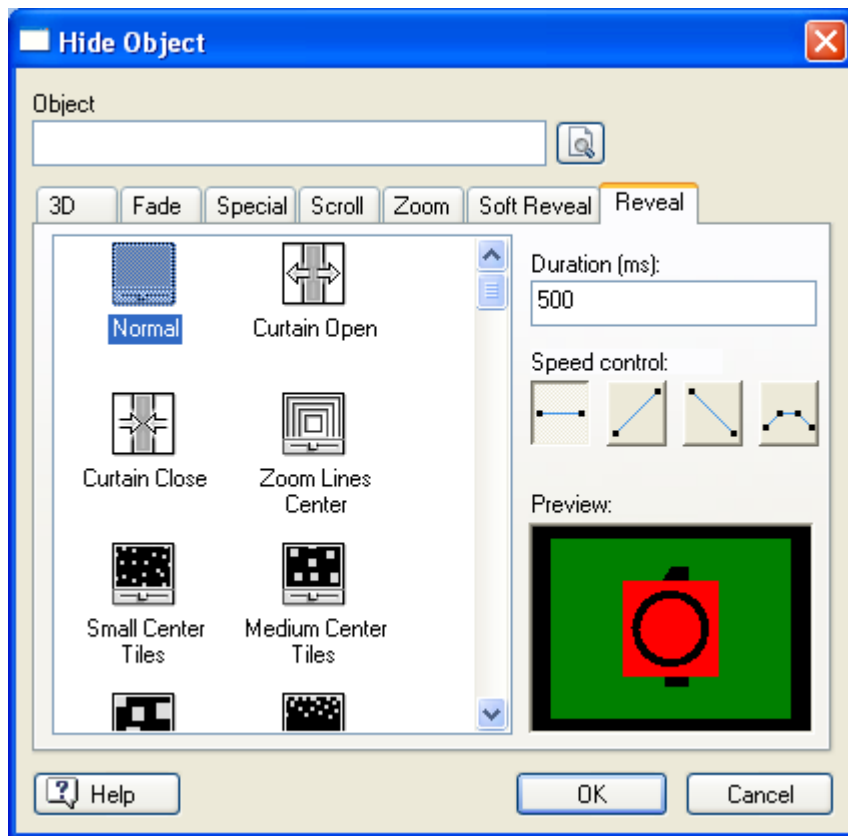 Hide Object
Object
3D Fade Special Scroll Zoom Soft Reveal Reveal
Normal
Curtain Open
Curtain Close
Zoom Lines
Center
Small Center
Tiles
Medium Center
Tiles
Duration (ms):
500
Speed control:
Preview:
Help
OK
Cancel